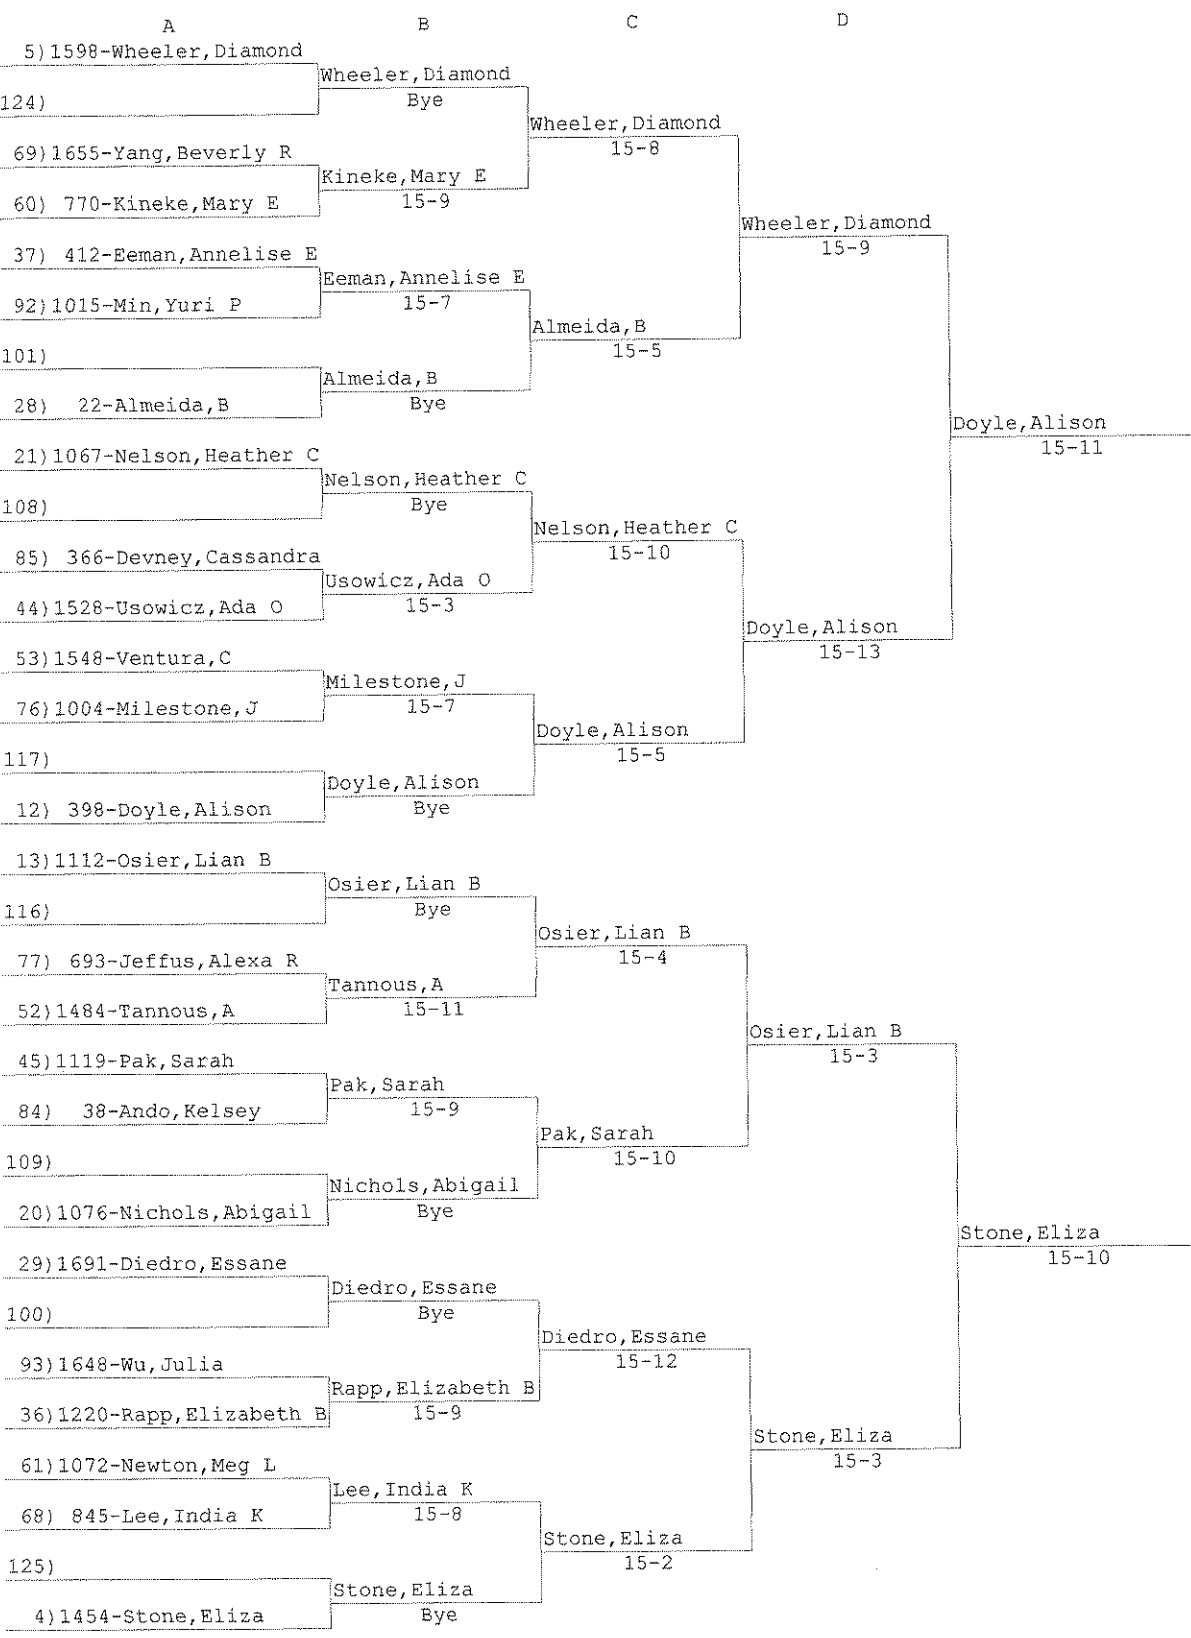 A B C D
5)1598-Wheeler,Diamond
Wheeler,Diamond
Bye
124)
Wheeler,Diamond
15-8
69)1655-Yang,Beverly R
Kineke,Mary E
15-9
60) 770-Kineke,Mary E
Wheeler,Diamond
15-9
37) 412-Eeman,Annelise E
Eeman,Annelise E
15-7
92)1015-Min,Yuri P
Almeida,B
15-5
101)
Almeida,B
Bye
28) 22-Almeida,B
Doyle,Alison
15-11
21)1067-Nelson,Heather C
Nelson,Heather C
Bye
108)
Nelson,Heather C
15-10
85) 366-Devney,Cassandra
Usowicz,Ada O
15-3
44)1528-Usowicz,Ada O
Doyle,Alison
15-13
53)1548-Ventura,C
Milestone,J
15-7
76)1004-Milestone,J
Doyle,Alison
15-5
117)
Doyle,Alison
Bye
12) 398-Doyle,Alison
13)1112-Osier,Lian B
Osier,Lian B
Bye
116)
Osier,Lian B
15-4
77) 693-Jeffus,Alexa R
Tannous,A
15-11
52)1484-Tannous,A
Osier,Lian B
15-3
45)1119-Pak,Sarah
Pak,Sarah
15-9
84) 38-Ando,Kelsey
Pak,Sarah
15-10
109)
Nichols,Abigail
Bye
20)1076-Nichols,Abigail
Stone,Eliza
15-10
29)1691-Diedro,Essane
Diedro,Essane
Bye
100)
Diedro,Essane
15-12
93)1648-Wu,Julia
Rapp,Elizabeth B
15-9
36)1220-Rapp,Elizabeth B
Stone,Eliza
15-3
61)1072-Newton,Meg L
Lee,India K
15-8
68) 845-Lee,India K
Stone,Eliza
15-2
125)
Stone,Eliza
Bye
4)1454-Stone,Eliza